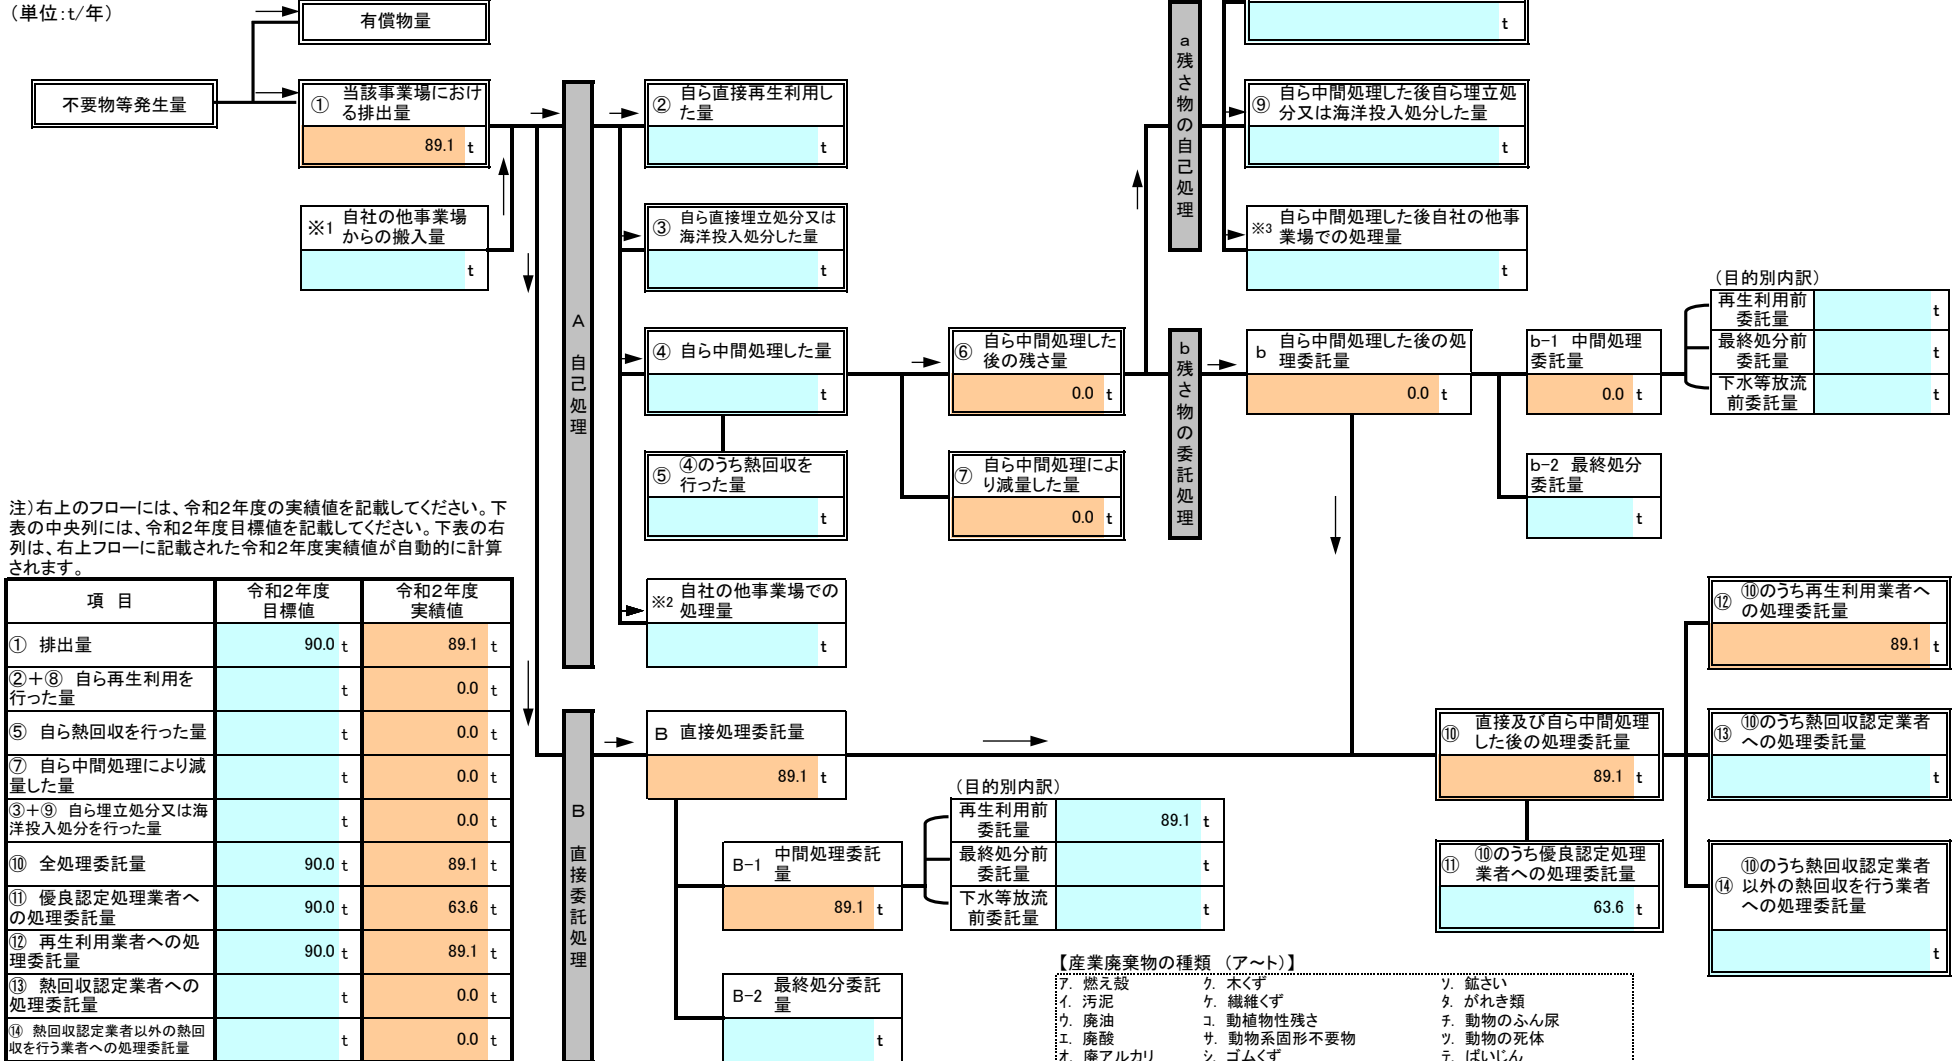 (単位:t/年)
有償物量
不要物等発生量
① 当該事業場におけ
る排出量
89.1 t
※1 自社の他事業場
からの搬入量
t
A 自己処理
② 自ら直接再生利用し
た量
t
③ 自ら直接埋立処分又は
海洋投入処分した量
t
④ 自ら中間処理した量
t
⑤ ④のうち熱回収を
行った量
t
※2 自社の他事業場での
処理量
t
⑥ 自ら中間処理した
後の残さ量
0.0 t
⑦ 自ら中間処理によ
り減量した量
0.0 t
a残さ物の自己処理
t
⑨ 自ら中間処理した後自ら埋立処
分又は海洋投入処分した量
t
※3 自ら中間処理した後自社の他事
業場での処理量
t
b残さ物の委託処理
b 自ら中間処理した後の処
理委託量
0.0 t
b-1 中間処理
委託量
0.0 t
(目的別内訳)
再生利用前
委託量 t
最終処分前
委託量 t
下水等放流
前委託量 t
b-2 最終処分
委託量
t
注)右上のフローには、令和2年度の実績値を記載してください。下
表の中央列には、令和2年度目標値を記載してください。下表の右
列は、右上フローに記載された令和2年度実績値が自動的に計算
されます。
項 目 令和2年度
目標値 令和2年度
実績値
① 排出量 90.0 t 89.1 t
②+⑧ 自ら再生利用を
行った量 t 0.0 t
⑤ 自ら熱回収を行った量 t 0.0 t
⑦ 自ら中間処理により減
量した量 t 0.0 t
③+⑨ 自ら埋立処分又は海
洋投入処分を行った量 t 0.0 t
⑩ 全処理委託量 90.0 t 89.1 t
⑪ 優良認定処理業者へ
の処理委託量 90.0 t 63.6 t
⑫ 再生利用業者への処
理委託量 90.0 t 89.1 t
⑬ 熱回収認定業者への
処理委託量 t 0.0 t
⑭ 熱回収認定業者以外の熱回
収を行う業者への処理委託量 t 0.0 t
B 直接委託処理
B 直接処理委託量
89.1 t
B-1 中間処理委託
量
89.1 t
(目的別内訳)
再生利用前
委託量 89.1 t
最終処分前
委託量 t
下水等放流
前委託量 t
B-2 最終処分委託
量
t
⑩ 直接及び自ら中間処理
した後の処理委託量
89.1 t
⑪ ⑩のうち優良認定処理
業者への処理委託量
63.6 t
⑫ ⑩のうち再生利用業者へ
の処理委託量
89.1 t
⑬ ⑩のうち熱回収認定業者
への処理委託量
t
⑭ ⑩のうち熱回収認定業者
以外の熱回収を行う業者
への処理委託量
t
【産業廃棄物の種類 (ア~ト)】
ア. 燃え殻 ク. 木くず ソ. 鉱さい
イ. 汚泥 ケ. 繊維くず タ. がれき類
ウ. 廃油 コ. 動植物性残さ チ. 動物のふん尿
エ. 廃酸 サ. 動物系固形不要物 ツ. 動物の死体
オ. 廃アルカリ シ. ゴムくず テ. ばいじん